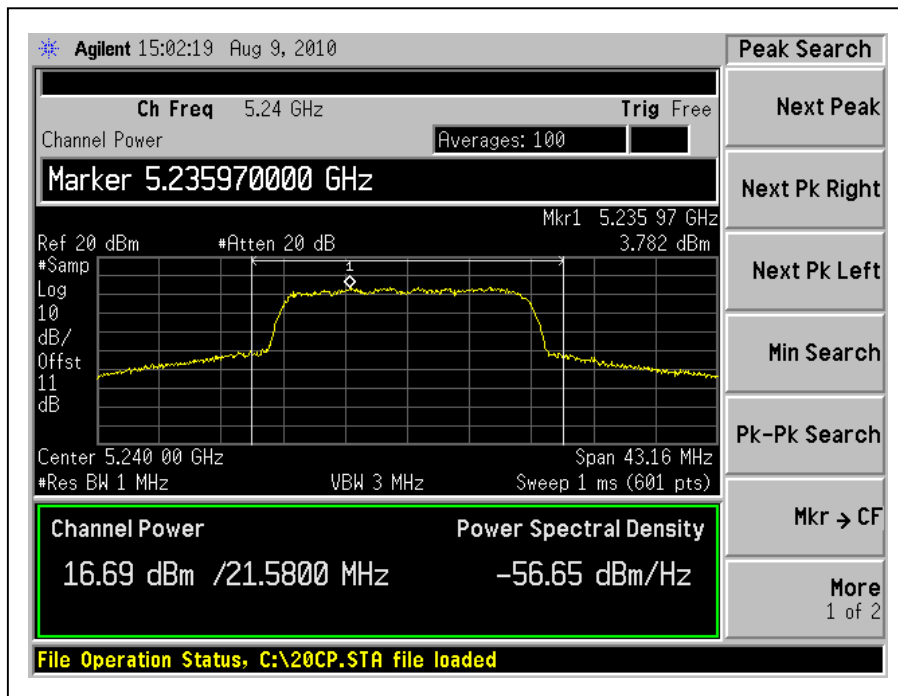 Agilent 15:02:19 Aug 9, 2010
Peak Search
Ch Freq 5.24 GHz Trig Free
Channel Power Averages: 100
Marker 5.235970000 GHz
Mkr1 5.235 97 GHz
Ref 20 dBm #Atten 20 dB 3.782 dBm
#Samp
Log
10
dB/
Offst
11
dB
1
Center 5.240 00 GHz Span 43.16 MHz
#Res BW 1 MHz VBW 3 MHz Sweep 1 ms (601 pts)
Channel Power Power Spectral Density
16.69 dBm /21.5800 MHz -56.65 dBm/Hz
File Operation Status, C:\20CP.STA file loaded
Next Peak
Next Pk Right
Next Pk Left
Min Search
Pk-Pk Search
Mkr → CF
More
1 of 2